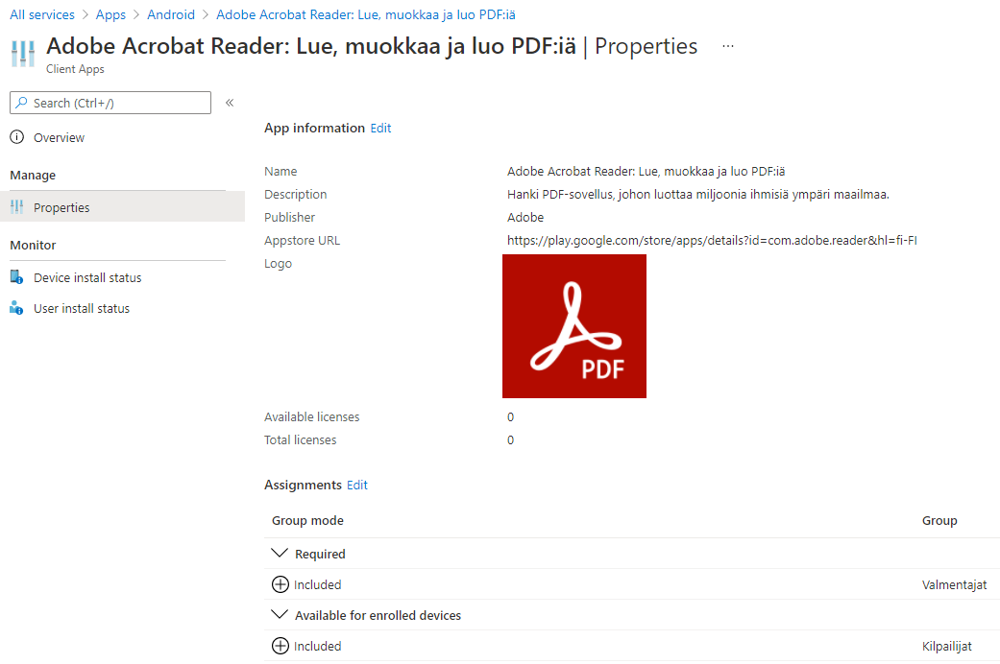 All services > Apps > Android > Adobe Acrobat Reader: Lue, muokkaa ja luo PDF:iä
Adobe Acrobat Reader: Lue, muokkaa ja luo PDF:iä | Properties ...
Client Apps
Search (Ctrl+/) «
Overview
Manage
Properties
Monitor
Device install status
User install status
App information Edit
Name Adobe Acrobat Reader: Lue, muokkaa ja luo PDF:iä
Description Hanki PDF-sovellus, johon luottaa miljoonia ihmisiä ympäri maailmaa.
Publisher Adobe
Appstore URL https://play.google.com/store/apps/details?id=com.adobe.reader&hl=fi-FI
Logo
PDF
Available licenses 0
Total licenses 0
Assignments Edit
Group mode Group
Required
Included Valmentajat
Available for enrolled devices
Included Kilpailijat